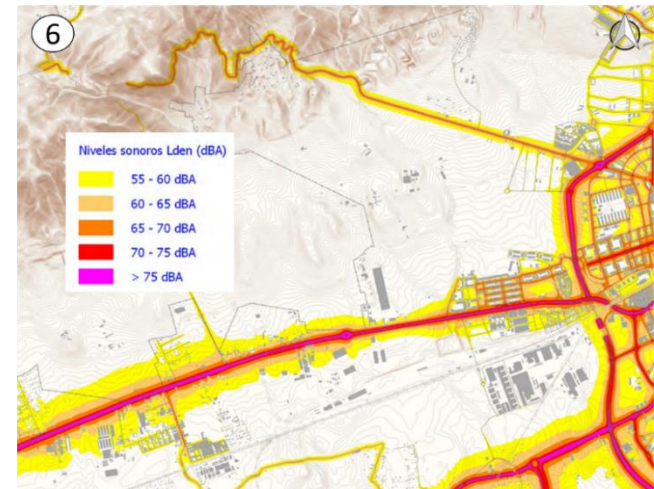 6
Niveles sonoros Lden (dBA)
55 - 60 dBA
60 - 65 dBA
65 - 70 dBA
70 - 75 dBA
> 75 dBA